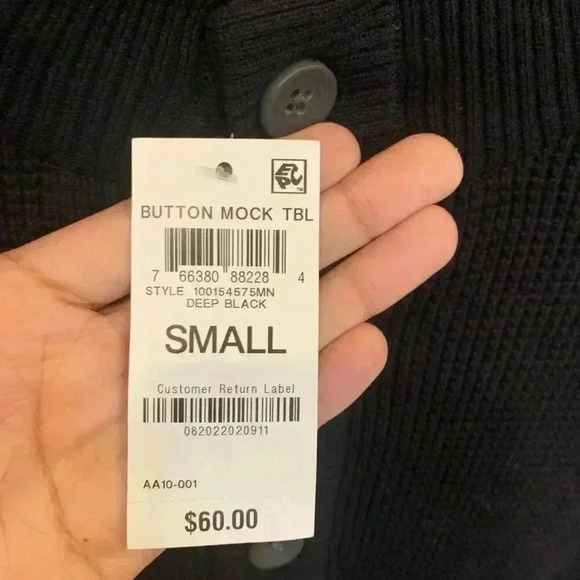 BUTTON MOCK TBL
7 66380 88228 4
STYLE 100154575MN
DEEP BLACK
SMALL
Customer Return Label
082022020911
AA10-001
$60.00